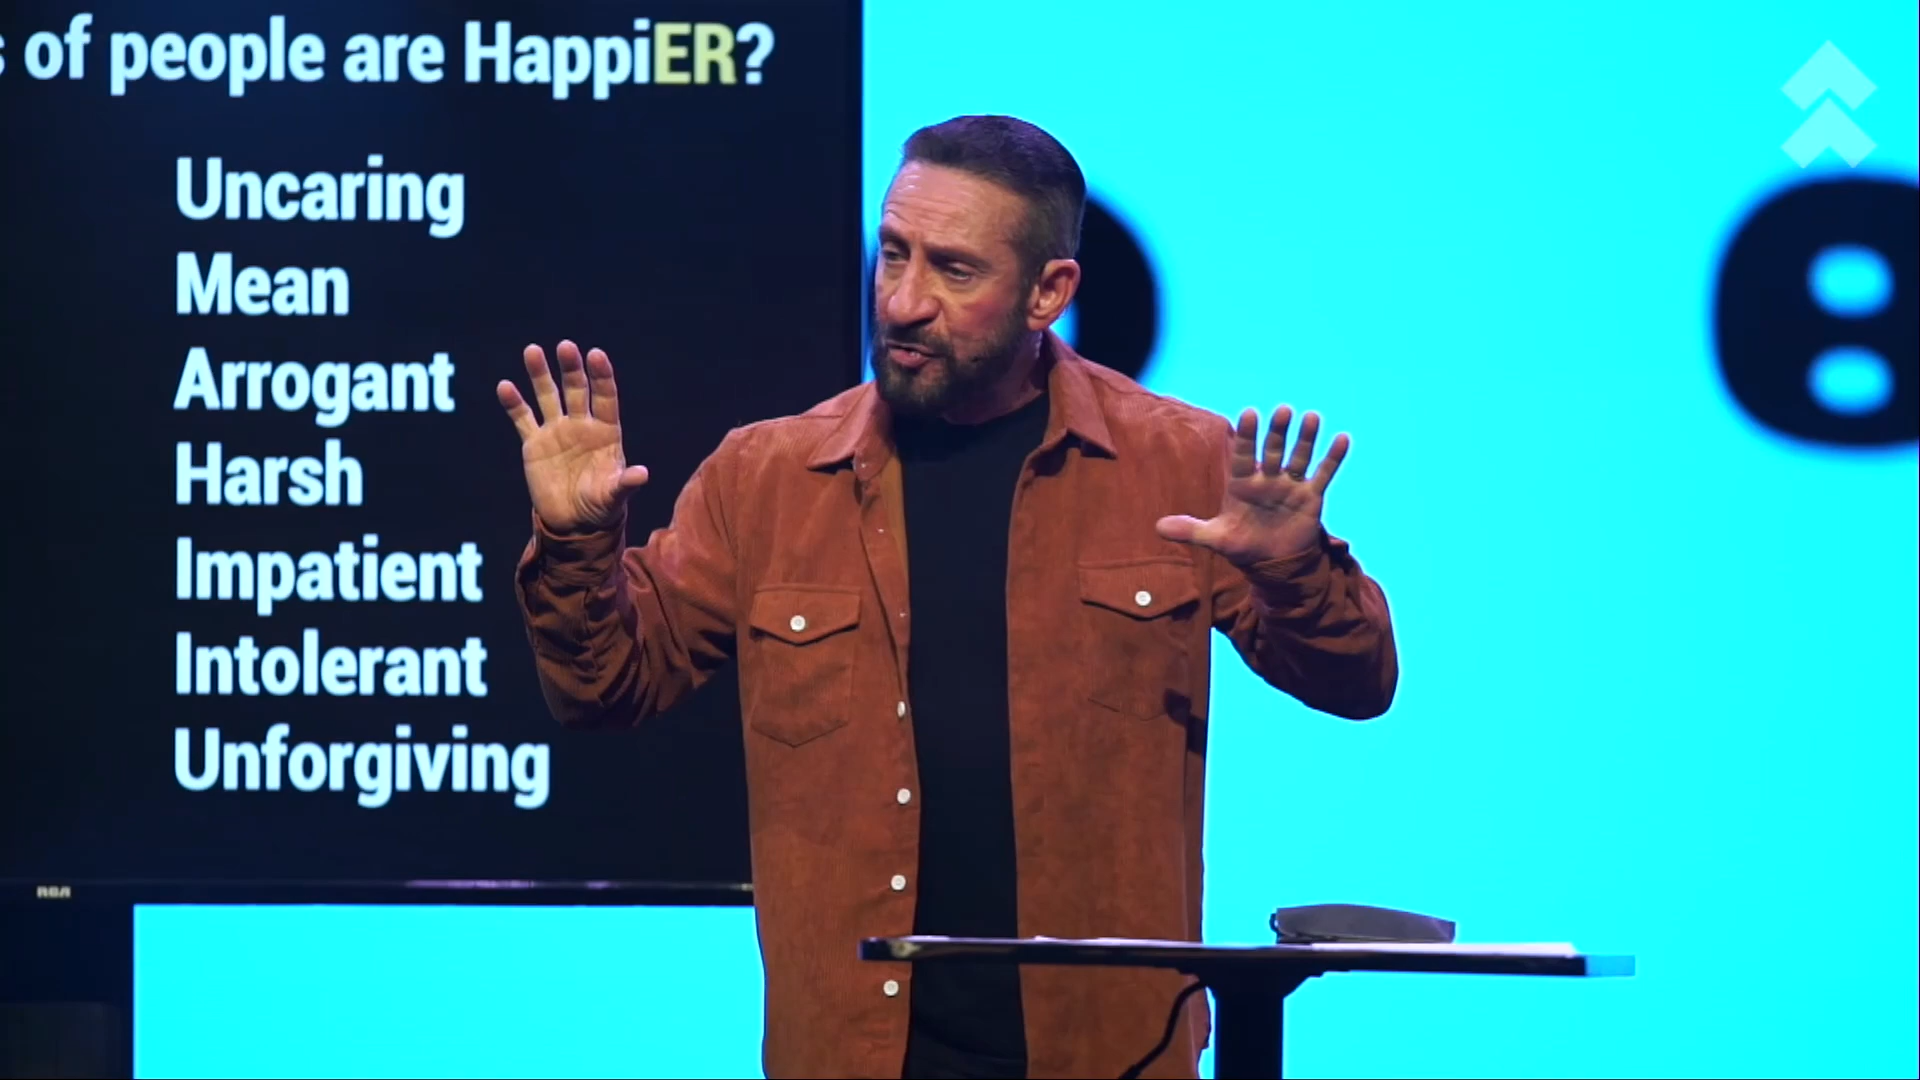 of people are HappiER?
Uncaring
Mean
Arrogant
Harsh
Impatient
Intolerant
Unforgiving
RCA